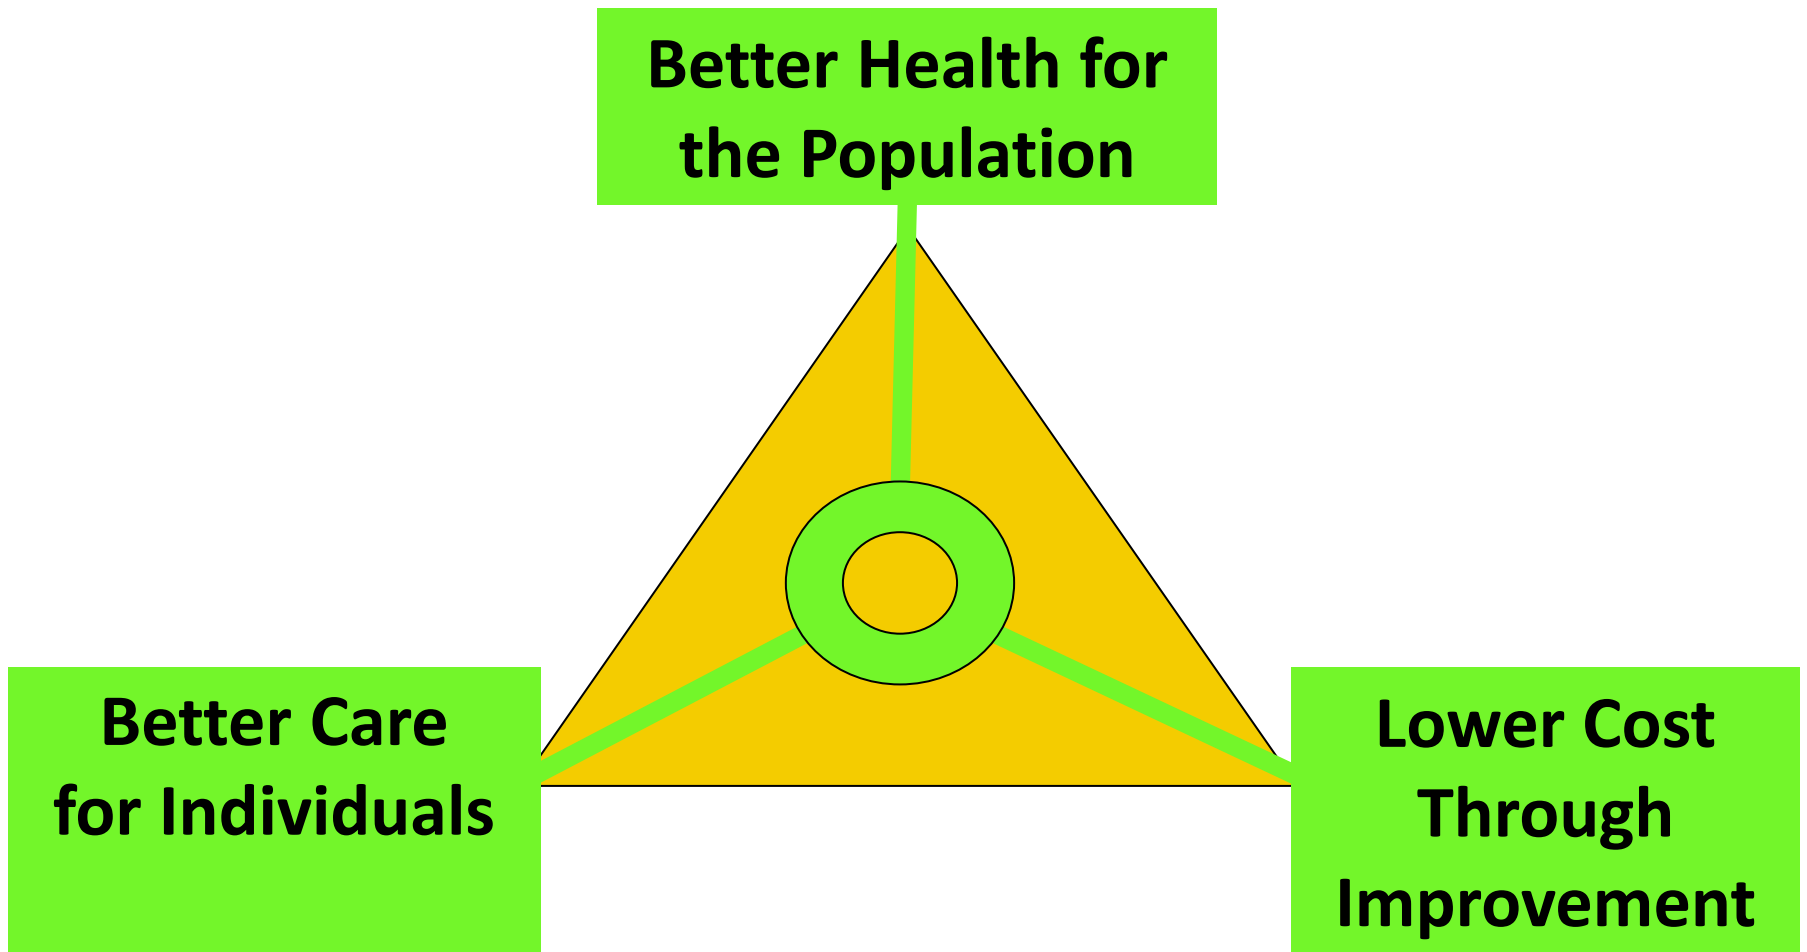 Better Health for
the Population
Better Care
for Individuals
Lower Cost
Through
Improvement